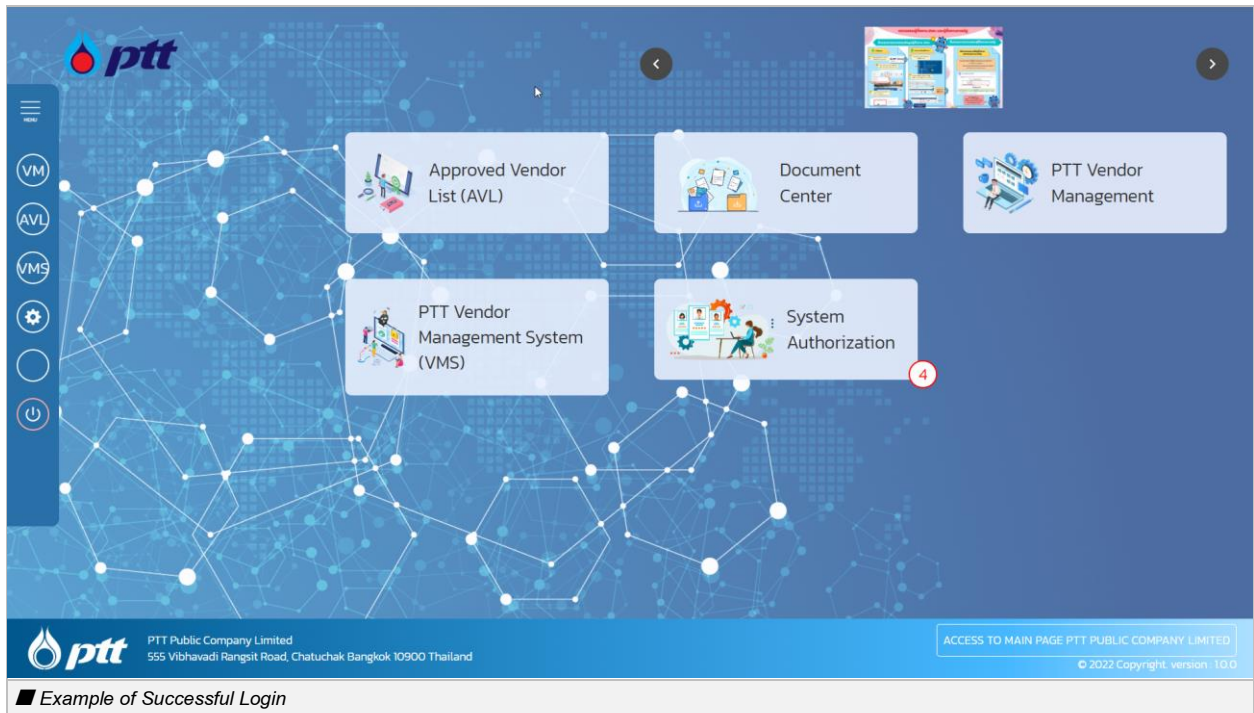 ptt
MENU
VM
AVL
VMS
Approved Vendor
List (AVL)
Document
Center
PTT Vendor
Management
PTT Vendor
Management System
(VMS)
System
Authorization
4
ptt
PTT Public Company Limited
555 Vibhavadi Rangsit Road, Chatuchak Bangkok 10900 Thailand
ACCESS TO MAIN PAGE PTT PUBLIC COMPANY LIMITED
© 2022 Copyright. version : 1.0.0
Example of Successful Login